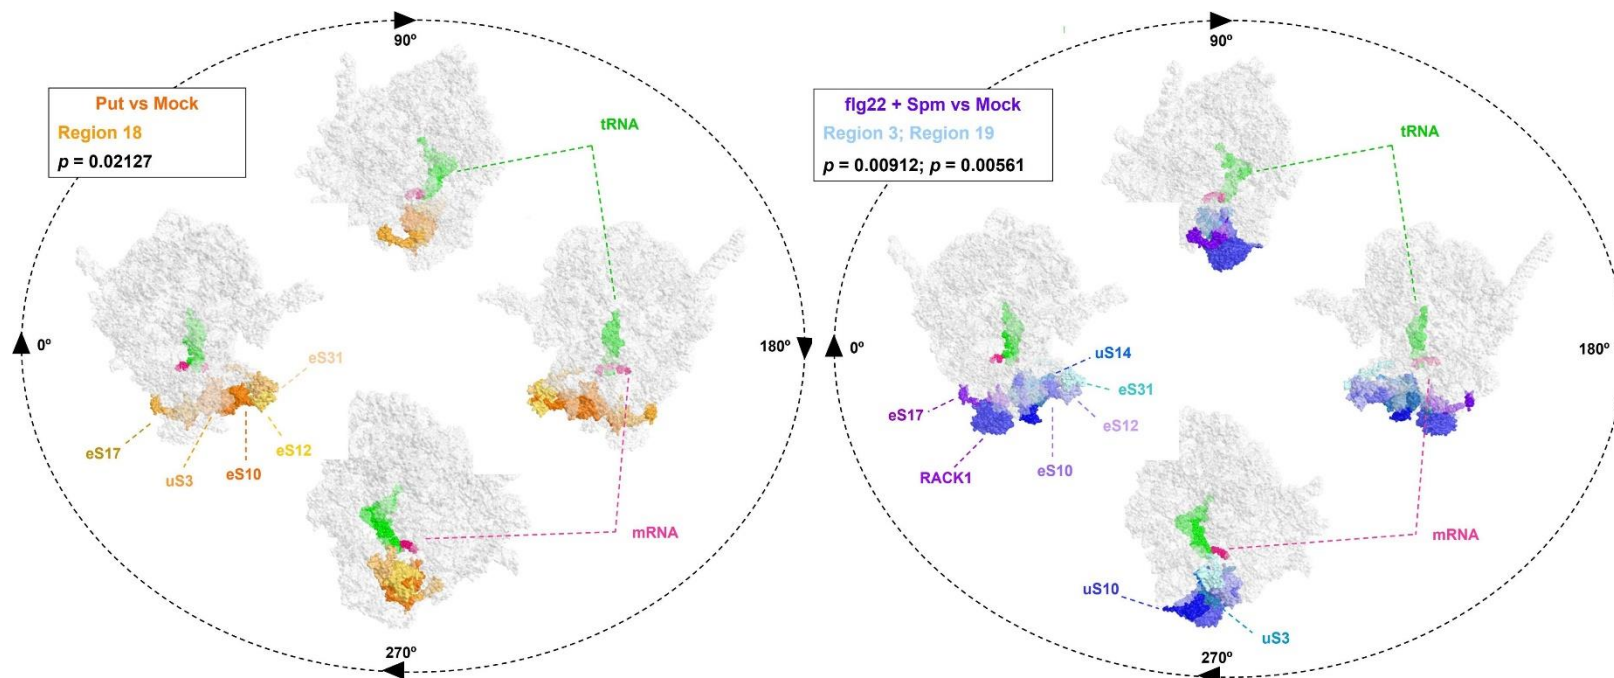 90º
Put vs Mock
Region 18
p = 0.02127
tRNA
0º
180º
eS31
eS17
uS3
eS10
eS12
mRNA
270º
90º
flg22 + Spm vs Mock
Region 3; Region 19
p = 0.00912; p = 0.00561
tRNA
0º
180º
uS14
eS31
eS17
eS12
RACK1
eS10
mRNA
uS10
uS3
270º